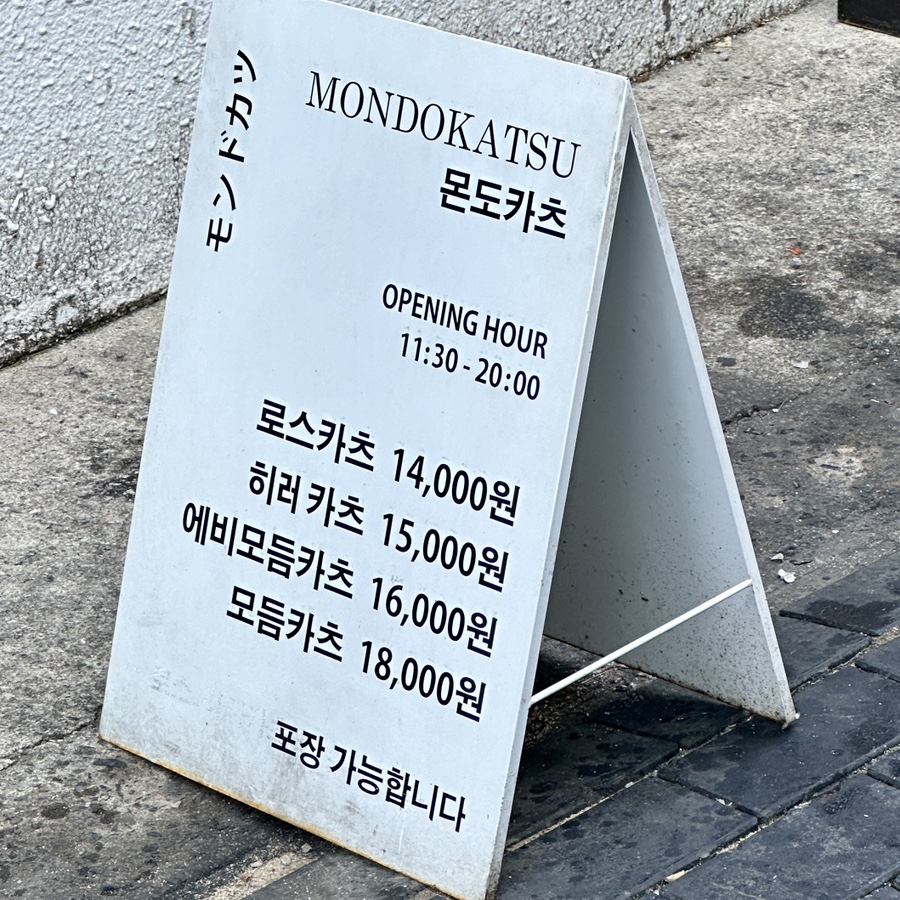 モンドカツ
MONDOKATSU
몬도카츠
OPENING HOUR
11:30 - 20:00
로스카츠 14,000원
히러 카츠 15,000원
에비모듬카츠 16,000원
모듬카츠 18,000원
포장 가능합니다